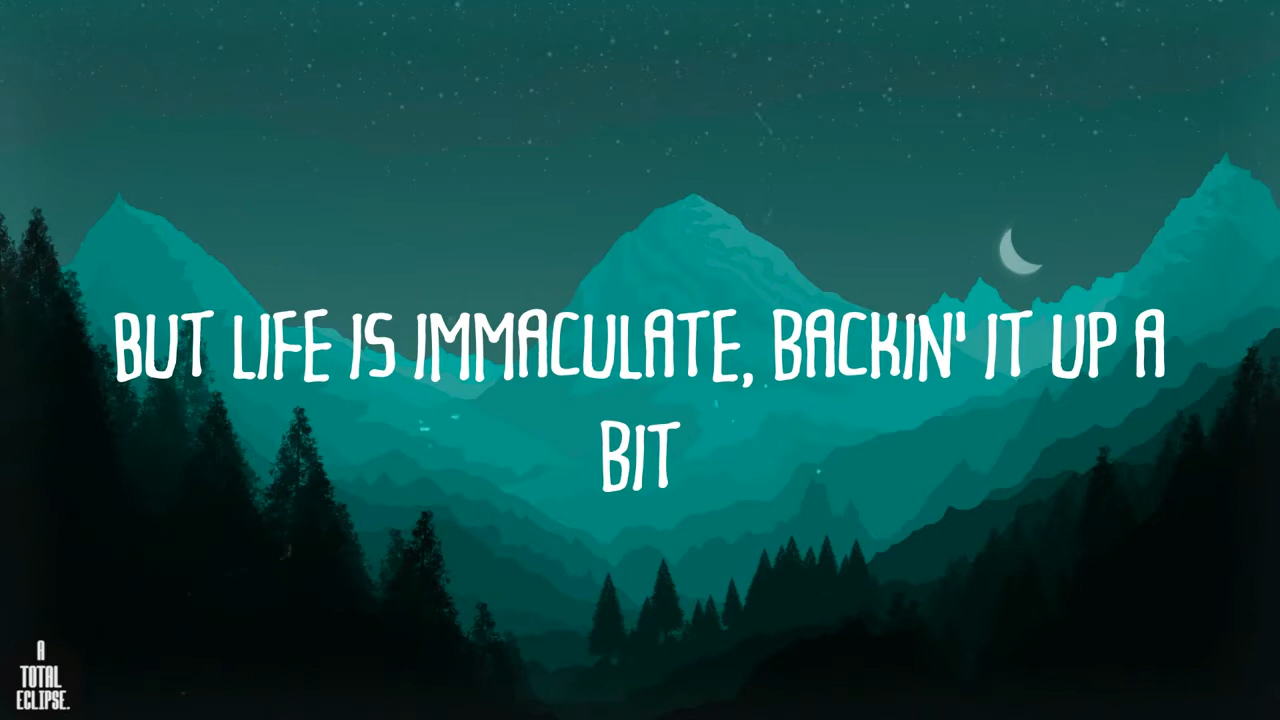 BUT LIFE IS IMMACULATE, BACKIN' IT UP A
BIT
A
TOTAL
ECLIPSE.